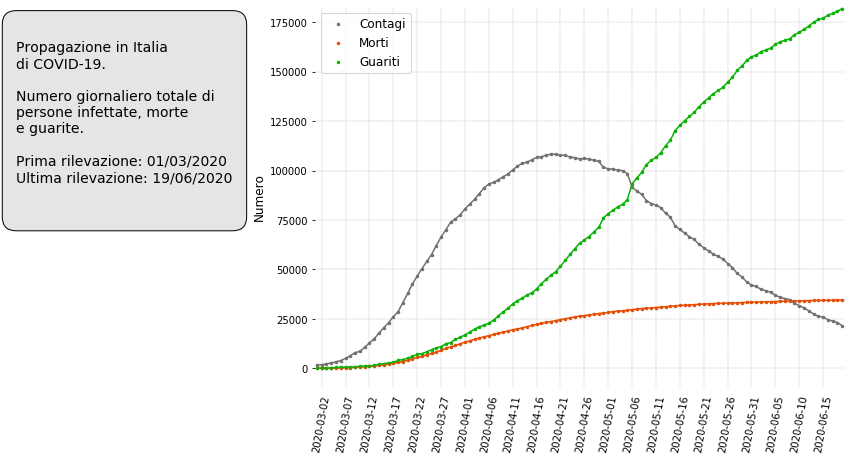 Propagazione in Italia
di COVID-19.
Numero giornaliero totale di
persone infettate, morte
e guarite.
Prima rilevazione: 01/03/2020
Ultima rilevazione: 19/06/2020
Contagi
Morti
Guariti
Numero
175000
150000
125000
100000
75000
50000
25000
0
2020-03-02
2020-03-07
2020-03-12
2020-03-17
2020-03-22
2020-03-27
2020-04-01
2020-04-06
2020-04-11
2020-04-16
2020-04-21
2020-04-26
2020-05-01
2020-05-06
2020-05-11
2020-05-16
2020-05-21
2020-05-26
2020-05-31
2020-06-05
2020-06-10
2020-06-15